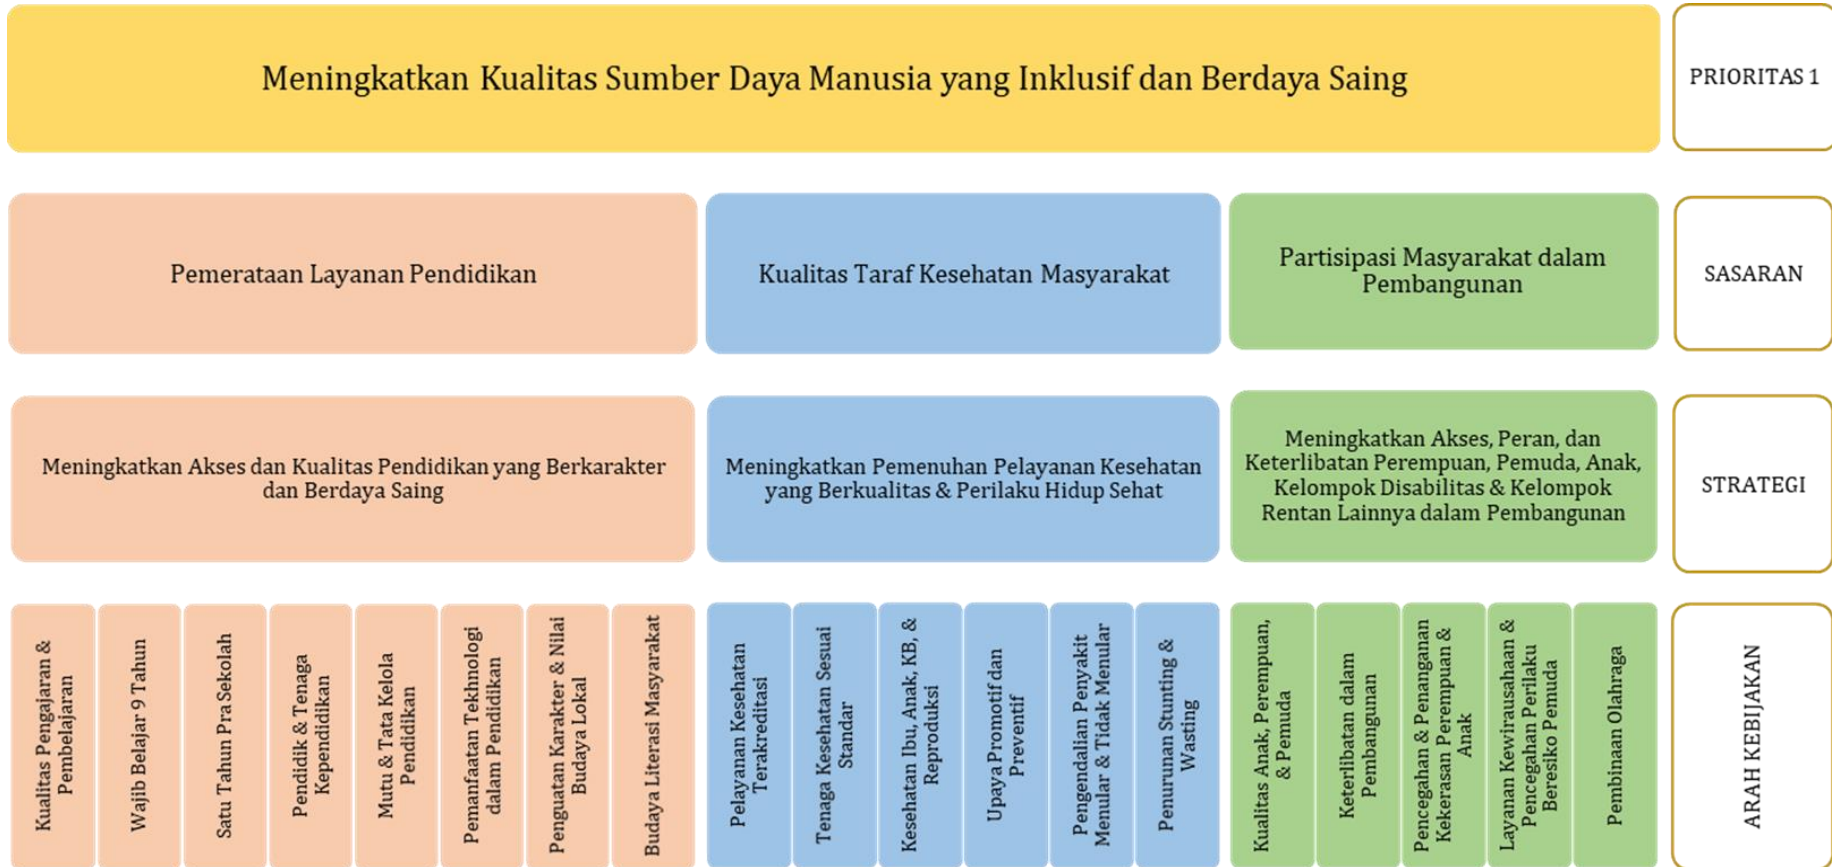 Meningkatkan Kualitas Sumber Daya Manusia yang Inklusif dan Berdaya Saing
PRIORITAS 1
Pemerataan Layanan Pendidikan
Kualitas Taraf Kesehatan Masyarakat
Partisipasi Masyarakat dalam
Pembangunan
SASARAN
Meningkatkan Akses dan Kualitas Pendidikan yang Berkarakter
dan Berdaya Saing
Meningkatkan Pemenuhan Pelayanan Kesehatan
yang Berkualitas & Perilaku Hidup Sehat
Meningkatkan Akses, Peran, dan
Keterlibatan Perempuan, Pemuda, Anak,
Kelompok Disabilitas & Kelompok
Rentan Lainnya dalam Pembangunan
STRATEGI
Kualitas Pengajaran &
Pembelajaran
Wajib Belajar 9 Tahun
Satu Tahun Pra Sekolah
Pendidik & Tenaga
Kependidikan
Mutu & Tata Kelola
Pendidikan
Pemanfaatan Tekhnologi
dalam Pendidikan
Penguatan Karakter & Nilai
Budaya Lokal
Budaya Literasi Masyarakat
Pelayanan Kesehatan
Terakreditasi
Tenaga Kesehatan Sesuai
Standar
Kesehatan Ibu, Anak, KB, &
Reproduksi
Upaya Promotif dan
Preventif
Pengendalian Penyakit
Menular & Tidak Menular
Penurunan Stunting &
Wasting
Kualitas Anak, Perempuan,
& Pemuda
Keterlibatan dalam
Pembangunan
Pencegahan & Penanganan
Kekerasan Perempuan &
Anak
Layanan Kewirausahaan &
Pencegahan Perilaku
Beresiko Pemuda
Pembinaan Olahraga
ARAH KEBIJAKAN